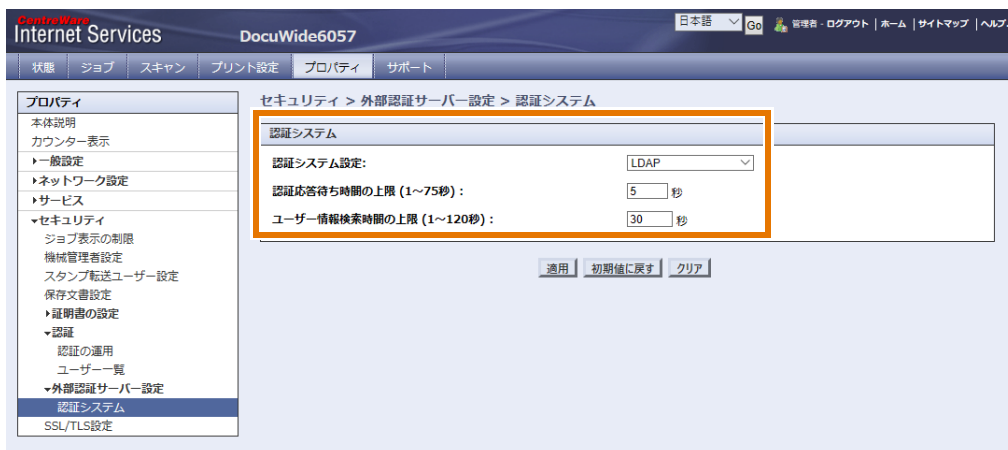 CentreWare
Internet Services
DocuWide6057
日本語 Go 管理者 - ログアウト | ホーム | サイトマップ | ヘルプ
状態 ジョブ スキャン プリント設定 プロパティ サポート
プロパティ
本体説明
カウンター表示
一般設定
ネットワーク設定
サービス
セキュリティ
ジョブ表示の制限
機械管理者設定
スタンプ転送ユーザー設定
保存文書設定
証明書の設定
認証
認証の運用
ユーザー一覧
外部認証サーバー設定
認証システム
SSL/TLS設定
セキュリティ > 外部認証サーバー設定 > 認証システム
認証システム
認証システム設定: LDAP
認証応答待ち時間の上限 (1~75秒) : 5 秒
ユーザー情報検索時間の上限 (1~120秒) : 30 秒
適用 初期値に戻す クリア